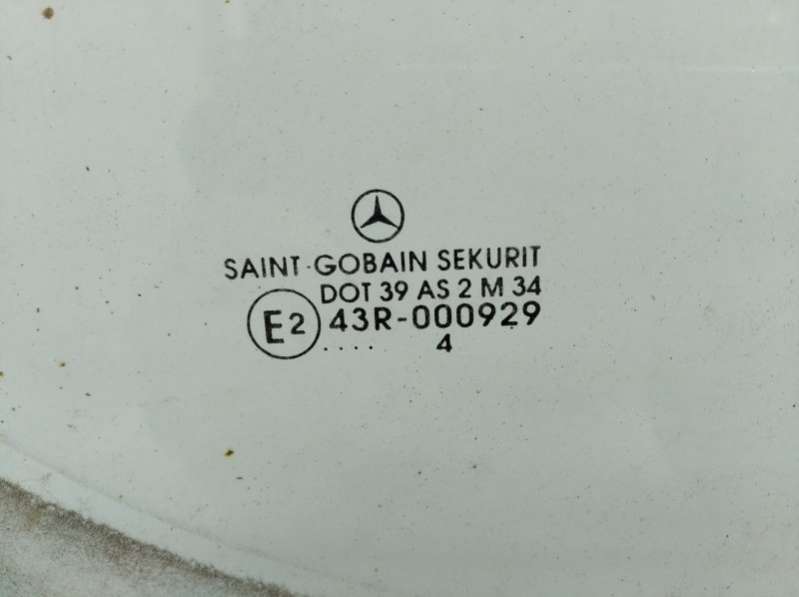 SAINT-GOBAIN SEKURIT
DOT 39 AS 2 M 34
E2 43R-000929
.... 4